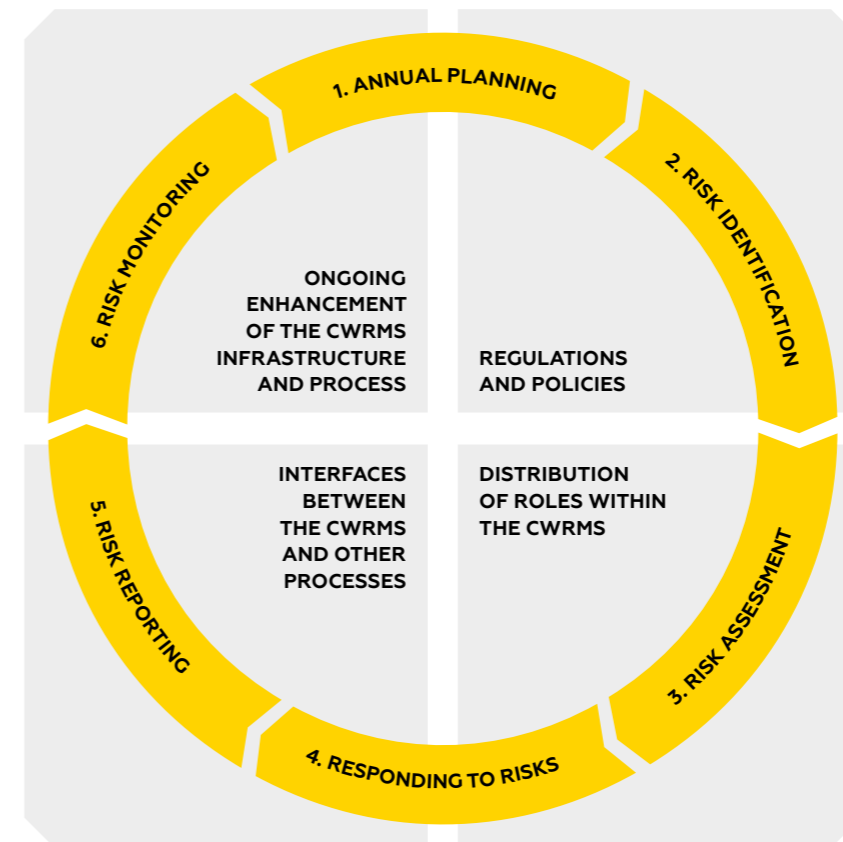 1. ANNUAL PLANNING
2. RISK IDENTIFICATION
3. RISK ASSESSMENT
4. RESPONDING TO RISKS
5. RISK REPORTING
6. RISK MONITORING
ONGOING
ENHANCEMENT
OF THE CWRMS
INFRASTRUCTURE
AND PROCESS
REGULATIONS
AND POLICIES
INTERFACES
BETWEEN
THE CWRMS
AND OTHER
PROCESSES
DISTRIBUTION
OF ROLES WITHIN
THE CWRMS